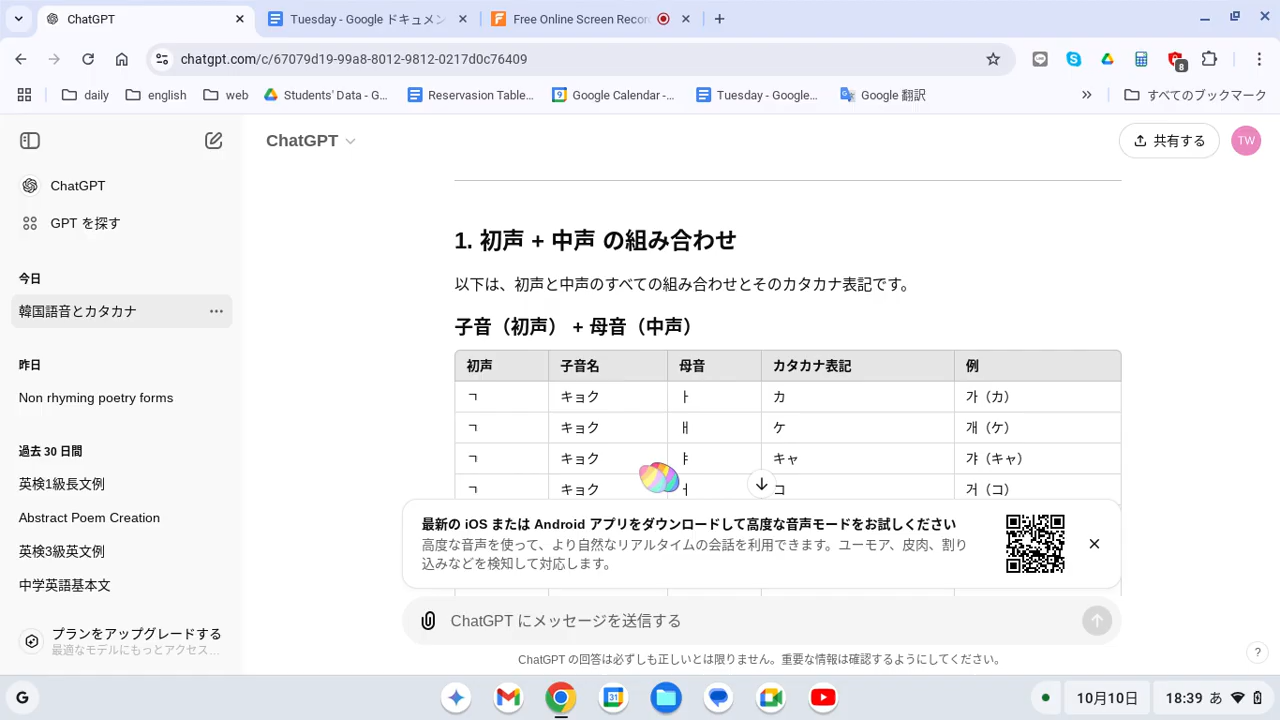 ChatGPT
Tuesday - Google ドキュメン
Free Online Screen Recor
chatgpt.com/c/67079d19-99a8-8012-9812-0217d0c76409
8
daily
english
web
Students' Data - G...
Reservasion Table...
Google Calendar -...
Tuesday - Google...
Google 翻訳
すべてのブックマーク
ChatGPT
共有する
TW
ChatGPT
GPT を探す
今日
韓国語音とカタカナ
昨日
Non rhyming poetry forms
過去 30 日間
英検1級長文例
Abstract Poem Creation
英検3級英文例
中学英語基本文
プランをアップグレードする
最適なモデルにもっとアクセス…
1. 初声 + 中声 の組み合わせ
以下は、初声と中声のすべての組み合わせとそのカタカナ表記です。
子音（初声） + 母音（中声）
初声 子音名 母音 カタカナ表記 例
ㄱ キョク ㅏ カ 가（カ）
ㄱ キョク ㅐ ケ 개（ケ）
ㄱ キョク ㅑ キャ 갸（キャ）
ㄱ キョク ㅓ コ 거（コ）
最新の iOS または Android アプリをダウンロードして高度な音声モードをお試しください
高度な音声を使って、より自然なリアルタイムの会話を利用できます。ユーモア、皮肉、割り
込みなどを検知して対応します。
ChatGPT にメッセージを送信する
ChatGPT の回答は必ずしも正しいとは限りません。重要な情報は確認するようにしてください。
?
G
31
10月10日
18:39 あ